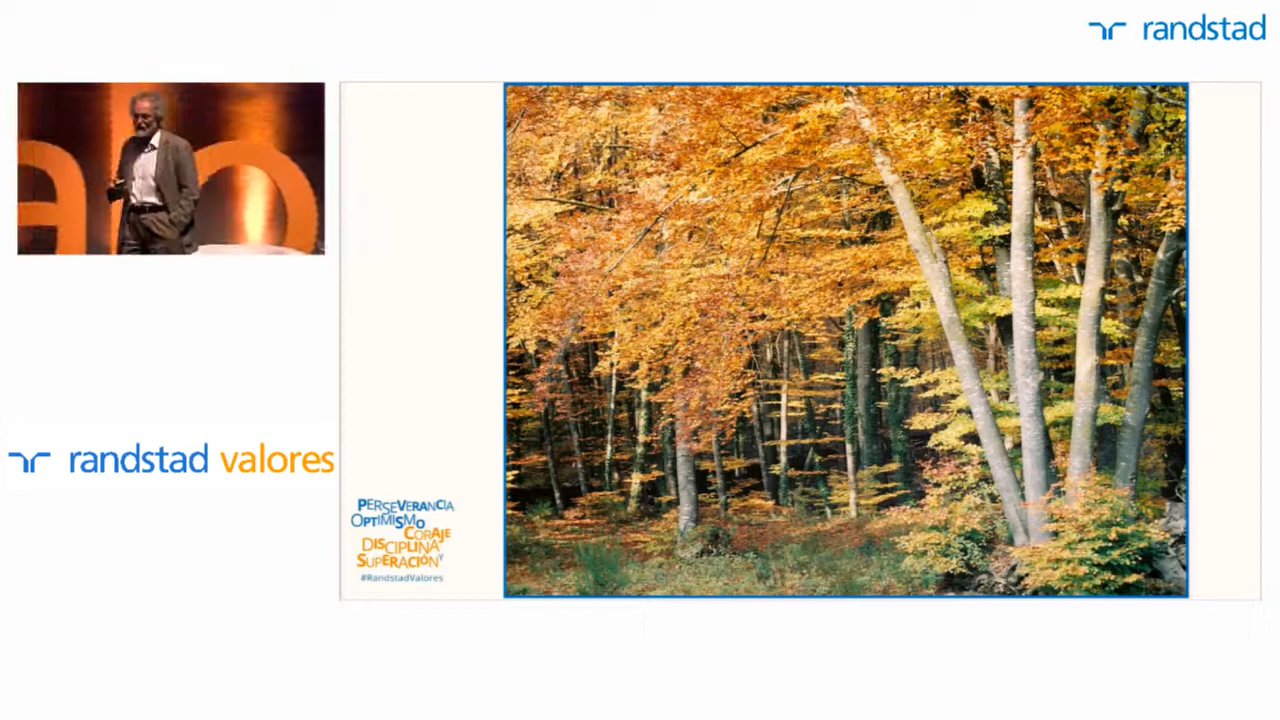 randstad
randstad valores
PERSEVERANCIA
OPTIMISMO
CORAJE
DISCIPLINA Y
SUPERACIÓN
#RandstadValores